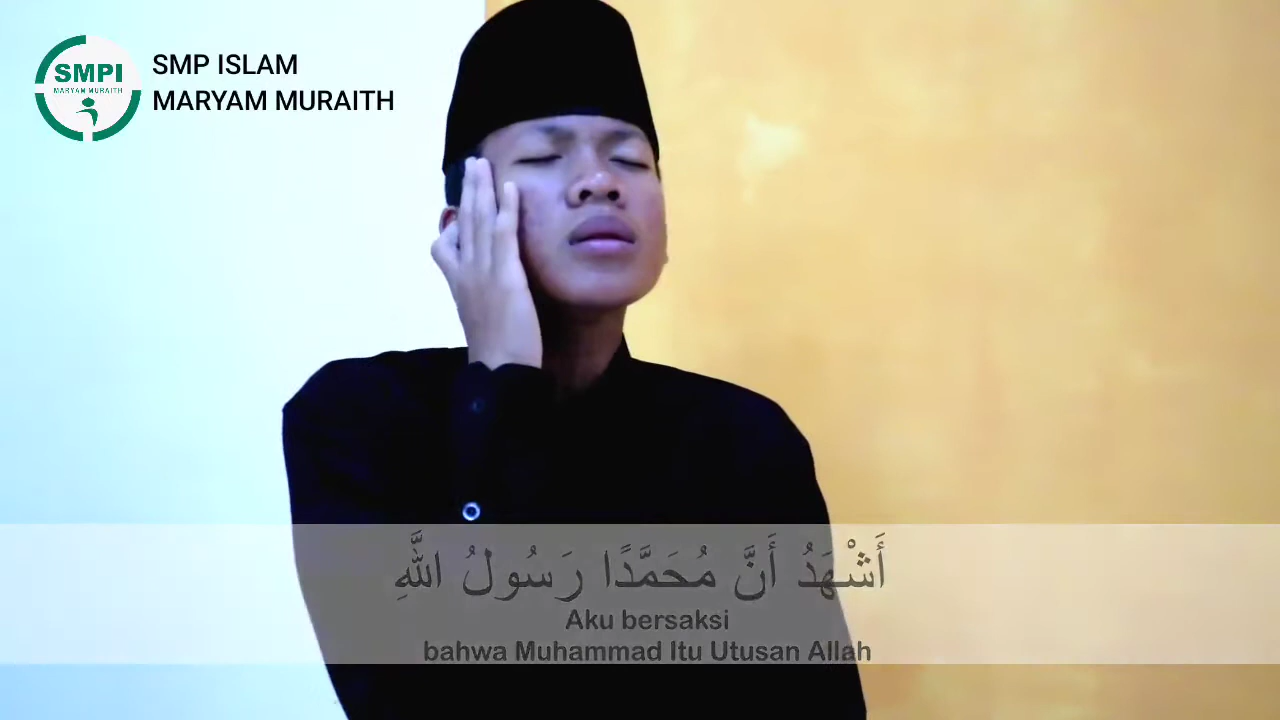 SMPI
MARYAM MURAITH
SMP ISLAM
MARYAM MURAITH
أَشْهَدُ أَنَّ مُحَمَّدًا رَسُولُ اللَّهِ
Aku bersaksi
bahwa Muhammad Itu Utusan Allah